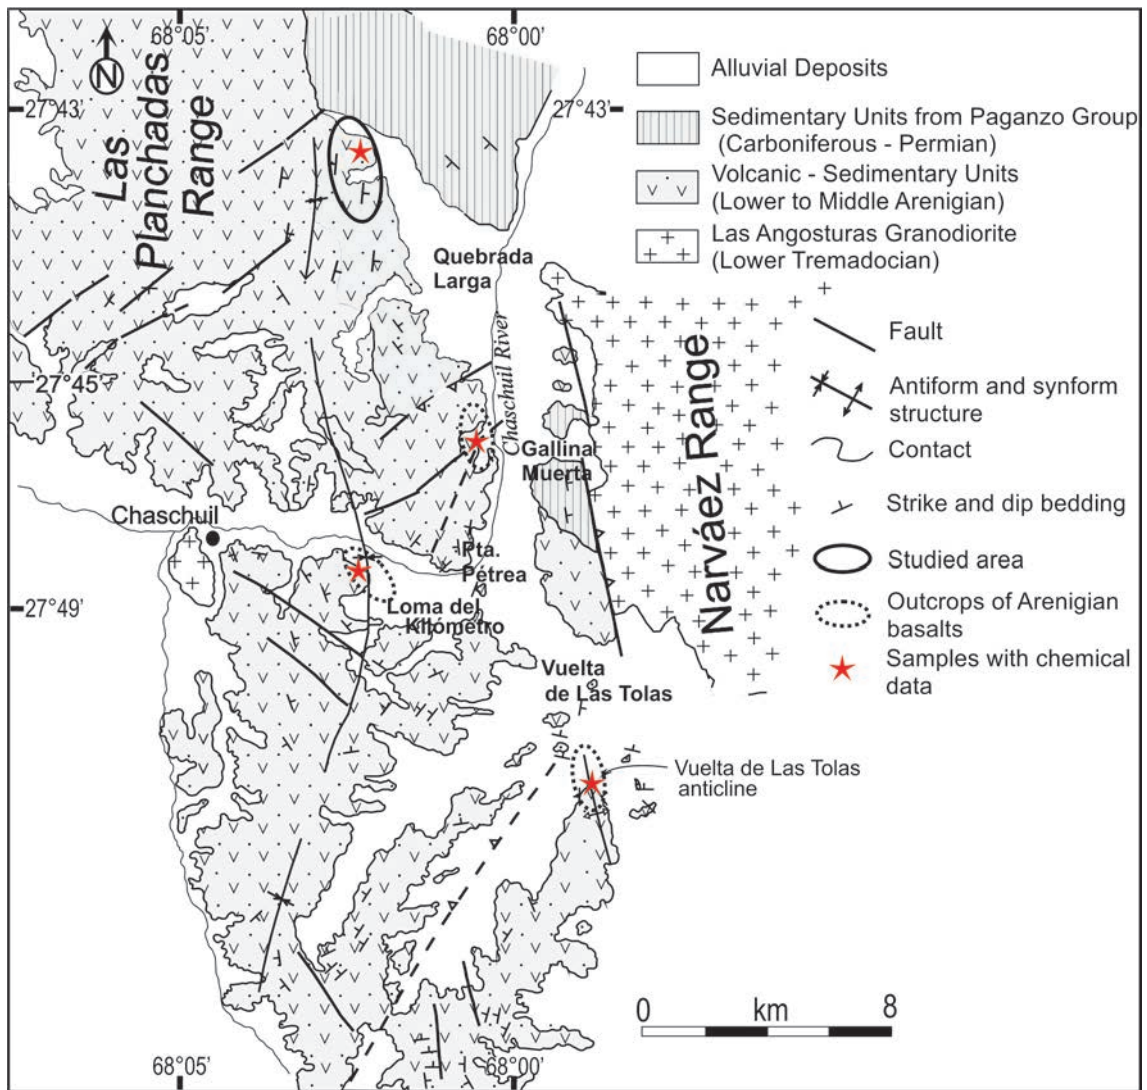 68°05'
68°00'
27°43'
27°43'
N
Las
Planchadas
Range
Alluvial Deposits
Sedimentary Units from Paganzo Group
(Carboniferous - Permian)
Volcanic - Sedimentary Units
(Lower to Middle Arenigian)
Las Angosturas Granodiorite
(Lower Tremadocian)
Quebrada
Larga
Chaschuil River
27°45'
Fault
Antiform and synform
structure
Contact
Strike and dip bedding
Studied area
Outcrops of Arenigian
basalts
Samples with chemical
data
Narváez Range
Gallina
Muerta
Chaschuil
Pta.
Pétrea
27°49'
Loma del
Kilómetro
Vuelta
de Las Tolas
Vuelta de Las Tolas
anticline
0 km 8
68°05'
68°00'